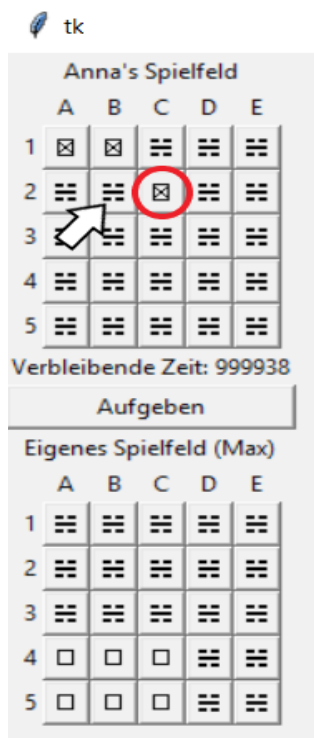 tk
Anna's Spielfeld
A B C D E
1 ☒ ☒ ䷜ ䷜ ䷜
2 ䷜ ䷜ ☒ ䷜ ䷜
3 ䷜ ䷜ ䷜ ䷜ ䷜
4 ䷜ ䷜ ䷜ ䷜ ䷜
5 ䷜ ䷜ ䷜ ䷜ ䷜
Verbleibende Zeit: 999938
Aufgeben
Eigenes Spielfeld (Max)
A B C D E
1 ䷜ ䷜ ䷜ ䷜ ䷜
2 ䷜ ䷜ ䷜ ䷜ ䷜
3 ䷜ ䷜ ䷜ ䷜ ䷜
4 □ □ □ ䷜ ䷜
5 □ □ □ ䷜ ䷜